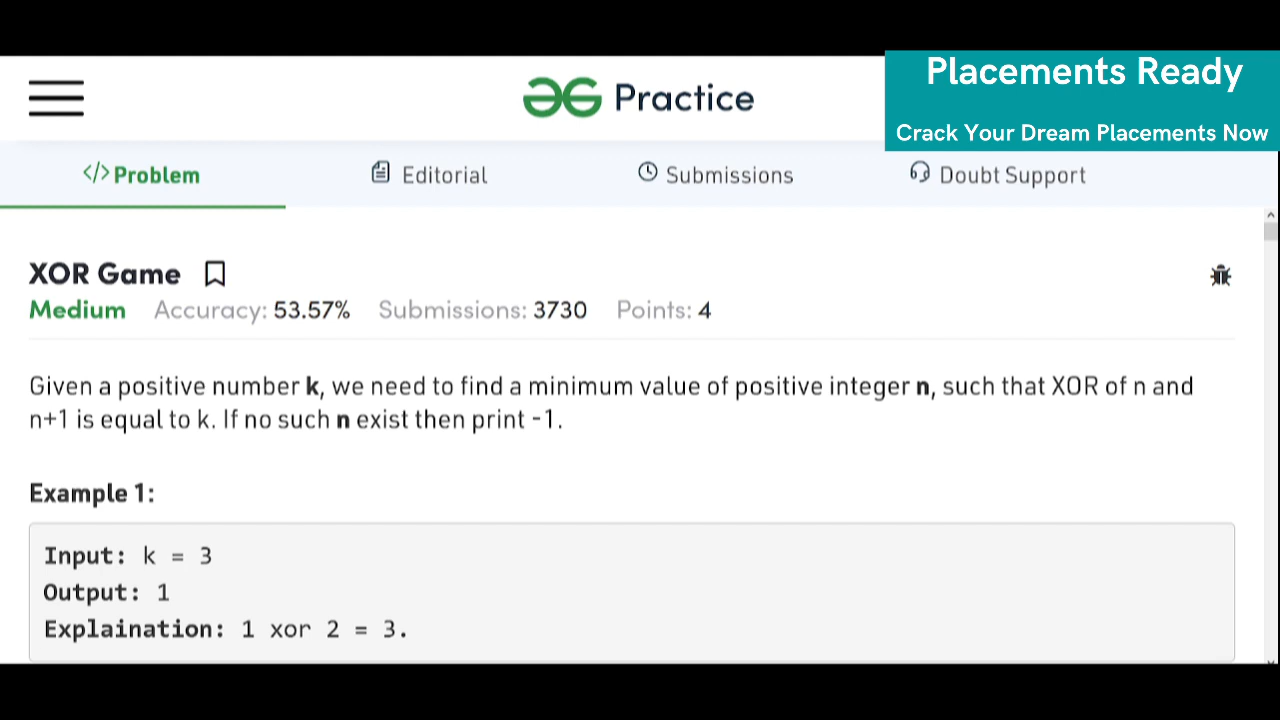 Placements Ready
Crack Your Dream Placements Now
Practice
</> Problem
Editorial
Submissions
Doubt Support
XOR Game
Medium Accuracy: 53.57% Submissions: 3730 Points: 4
Given a positive number k, we need to find a minimum value of positive integer n, such that XOR of n and
n+1 is equal to k. If no such n exist then print -1.
Example 1:
Input: k = 3
Output: 1
Explaination: 1 xor 2 = 3.